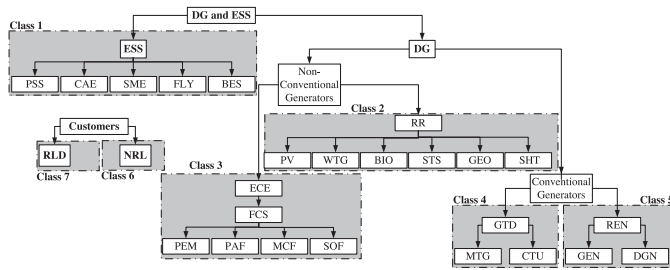 DG and ESS
Class 1
ESS
DG
PSS CAE SME FLY BES
Non-
Conventional
Generators
Class 2
RR
PV WTG BIO STS GEO SHT
Customers
RLD NRL
Class 7
Class 6
Class 3
ECE
FCS
PEM PAF MCF SOF
Conventional
Generators
Class 4
Class 5
GTD REN
MTG CTU GEN DGN